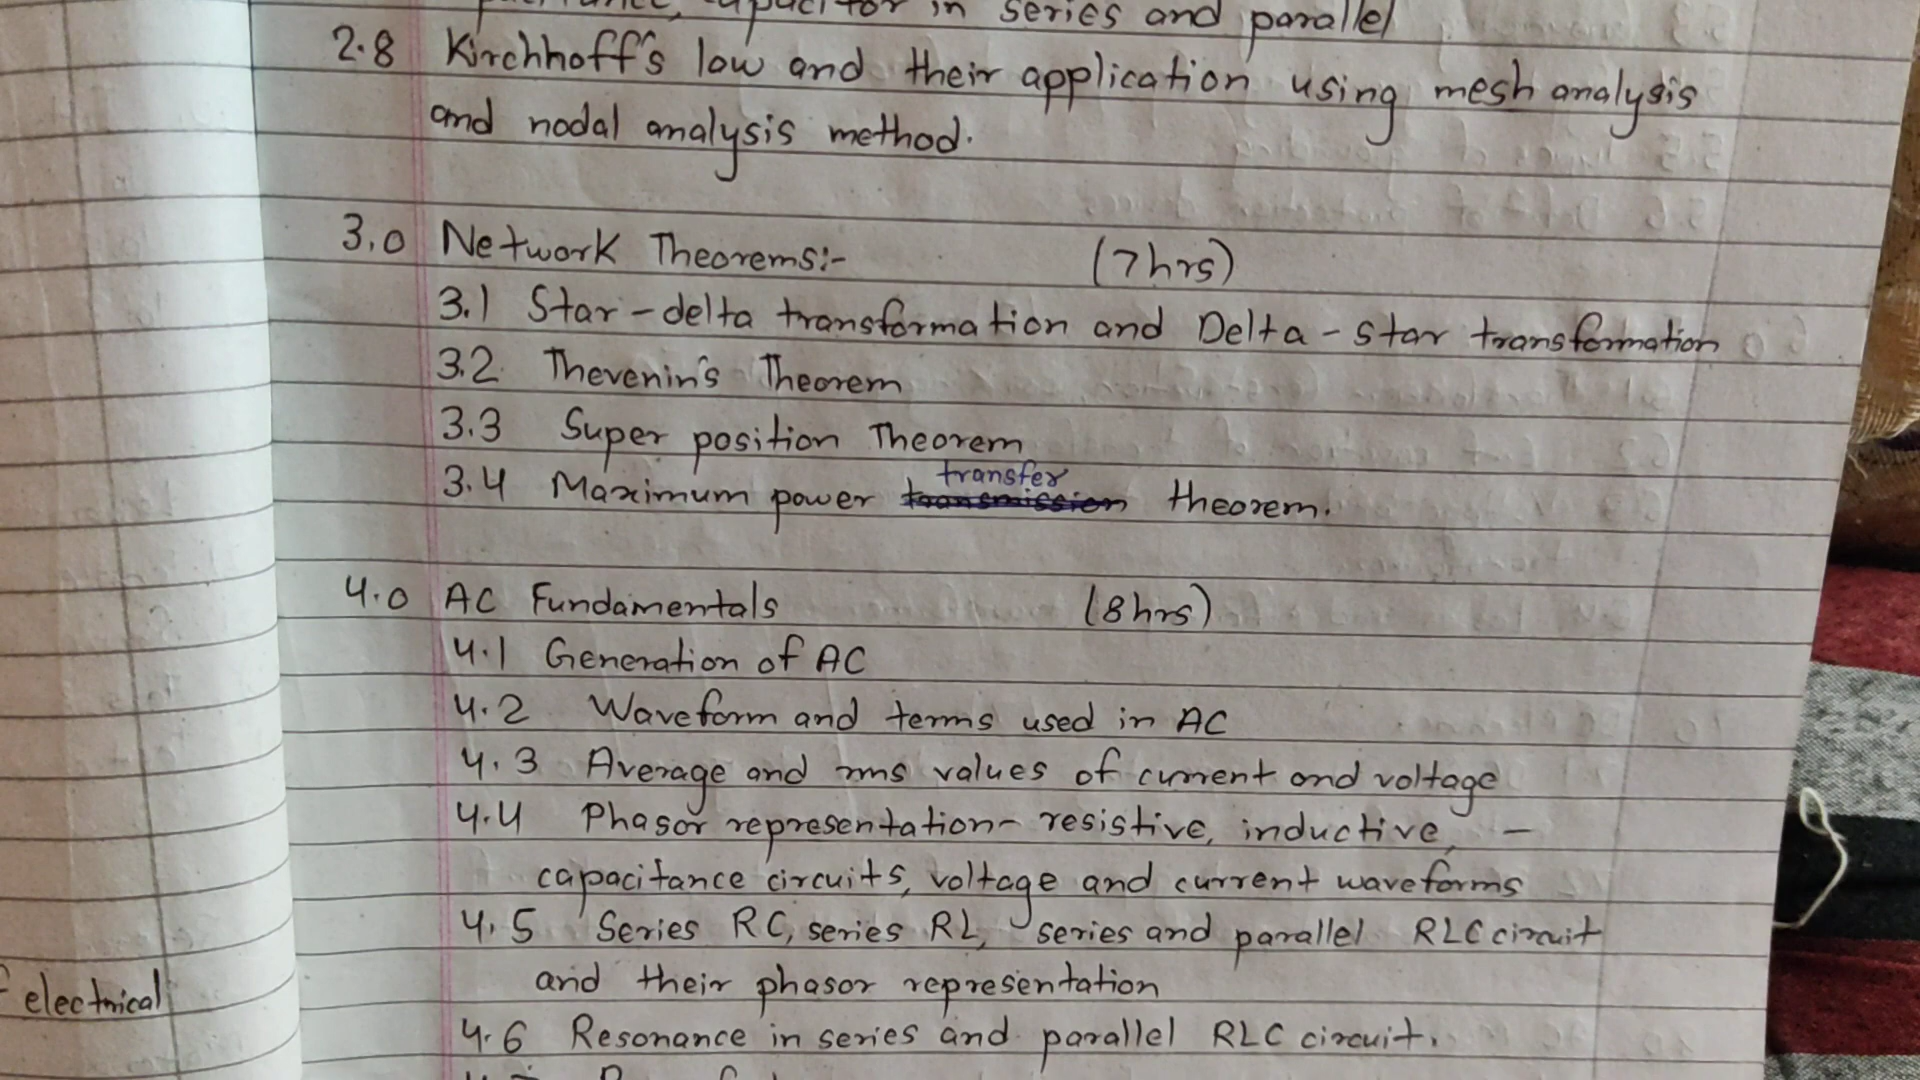 in series and parallel
2.8 Kirchhoff's law and their application using mesh analysis
and nodal analysis method.
3.0 Network Theorems:- (7hrs)
3.1 Star-delta transformation and Delta-star transformation
3.2 Thevenin's Theorem
3.3 Super position Theorem
transfer
3.4 Maximum power transmission theorem.
4.0 AC Fundamentals (8hrs)
4.1 Generation of AC
4.2 Waveform and terms used in AC
4.3 Average and rms values of current and voltage
4.4 Phasor representation- resistive, inductive, -
capacitance circuits, voltage and current waveforms
4.5 Series RC, series RL, series and parallel RLC circuit
and their phasor representation
electrical
4.6 Resonance in series and parallel RLC circuit.